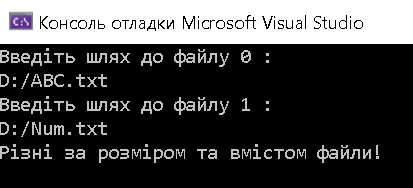 Консоль отладки Microsoft Visual Studio
Введіть шлях до файлу 0 :
D:/ABC.txt
Введіть шлях до файлу 1 :
D:/Num.txt
Різні за розміром та вмістом файли!